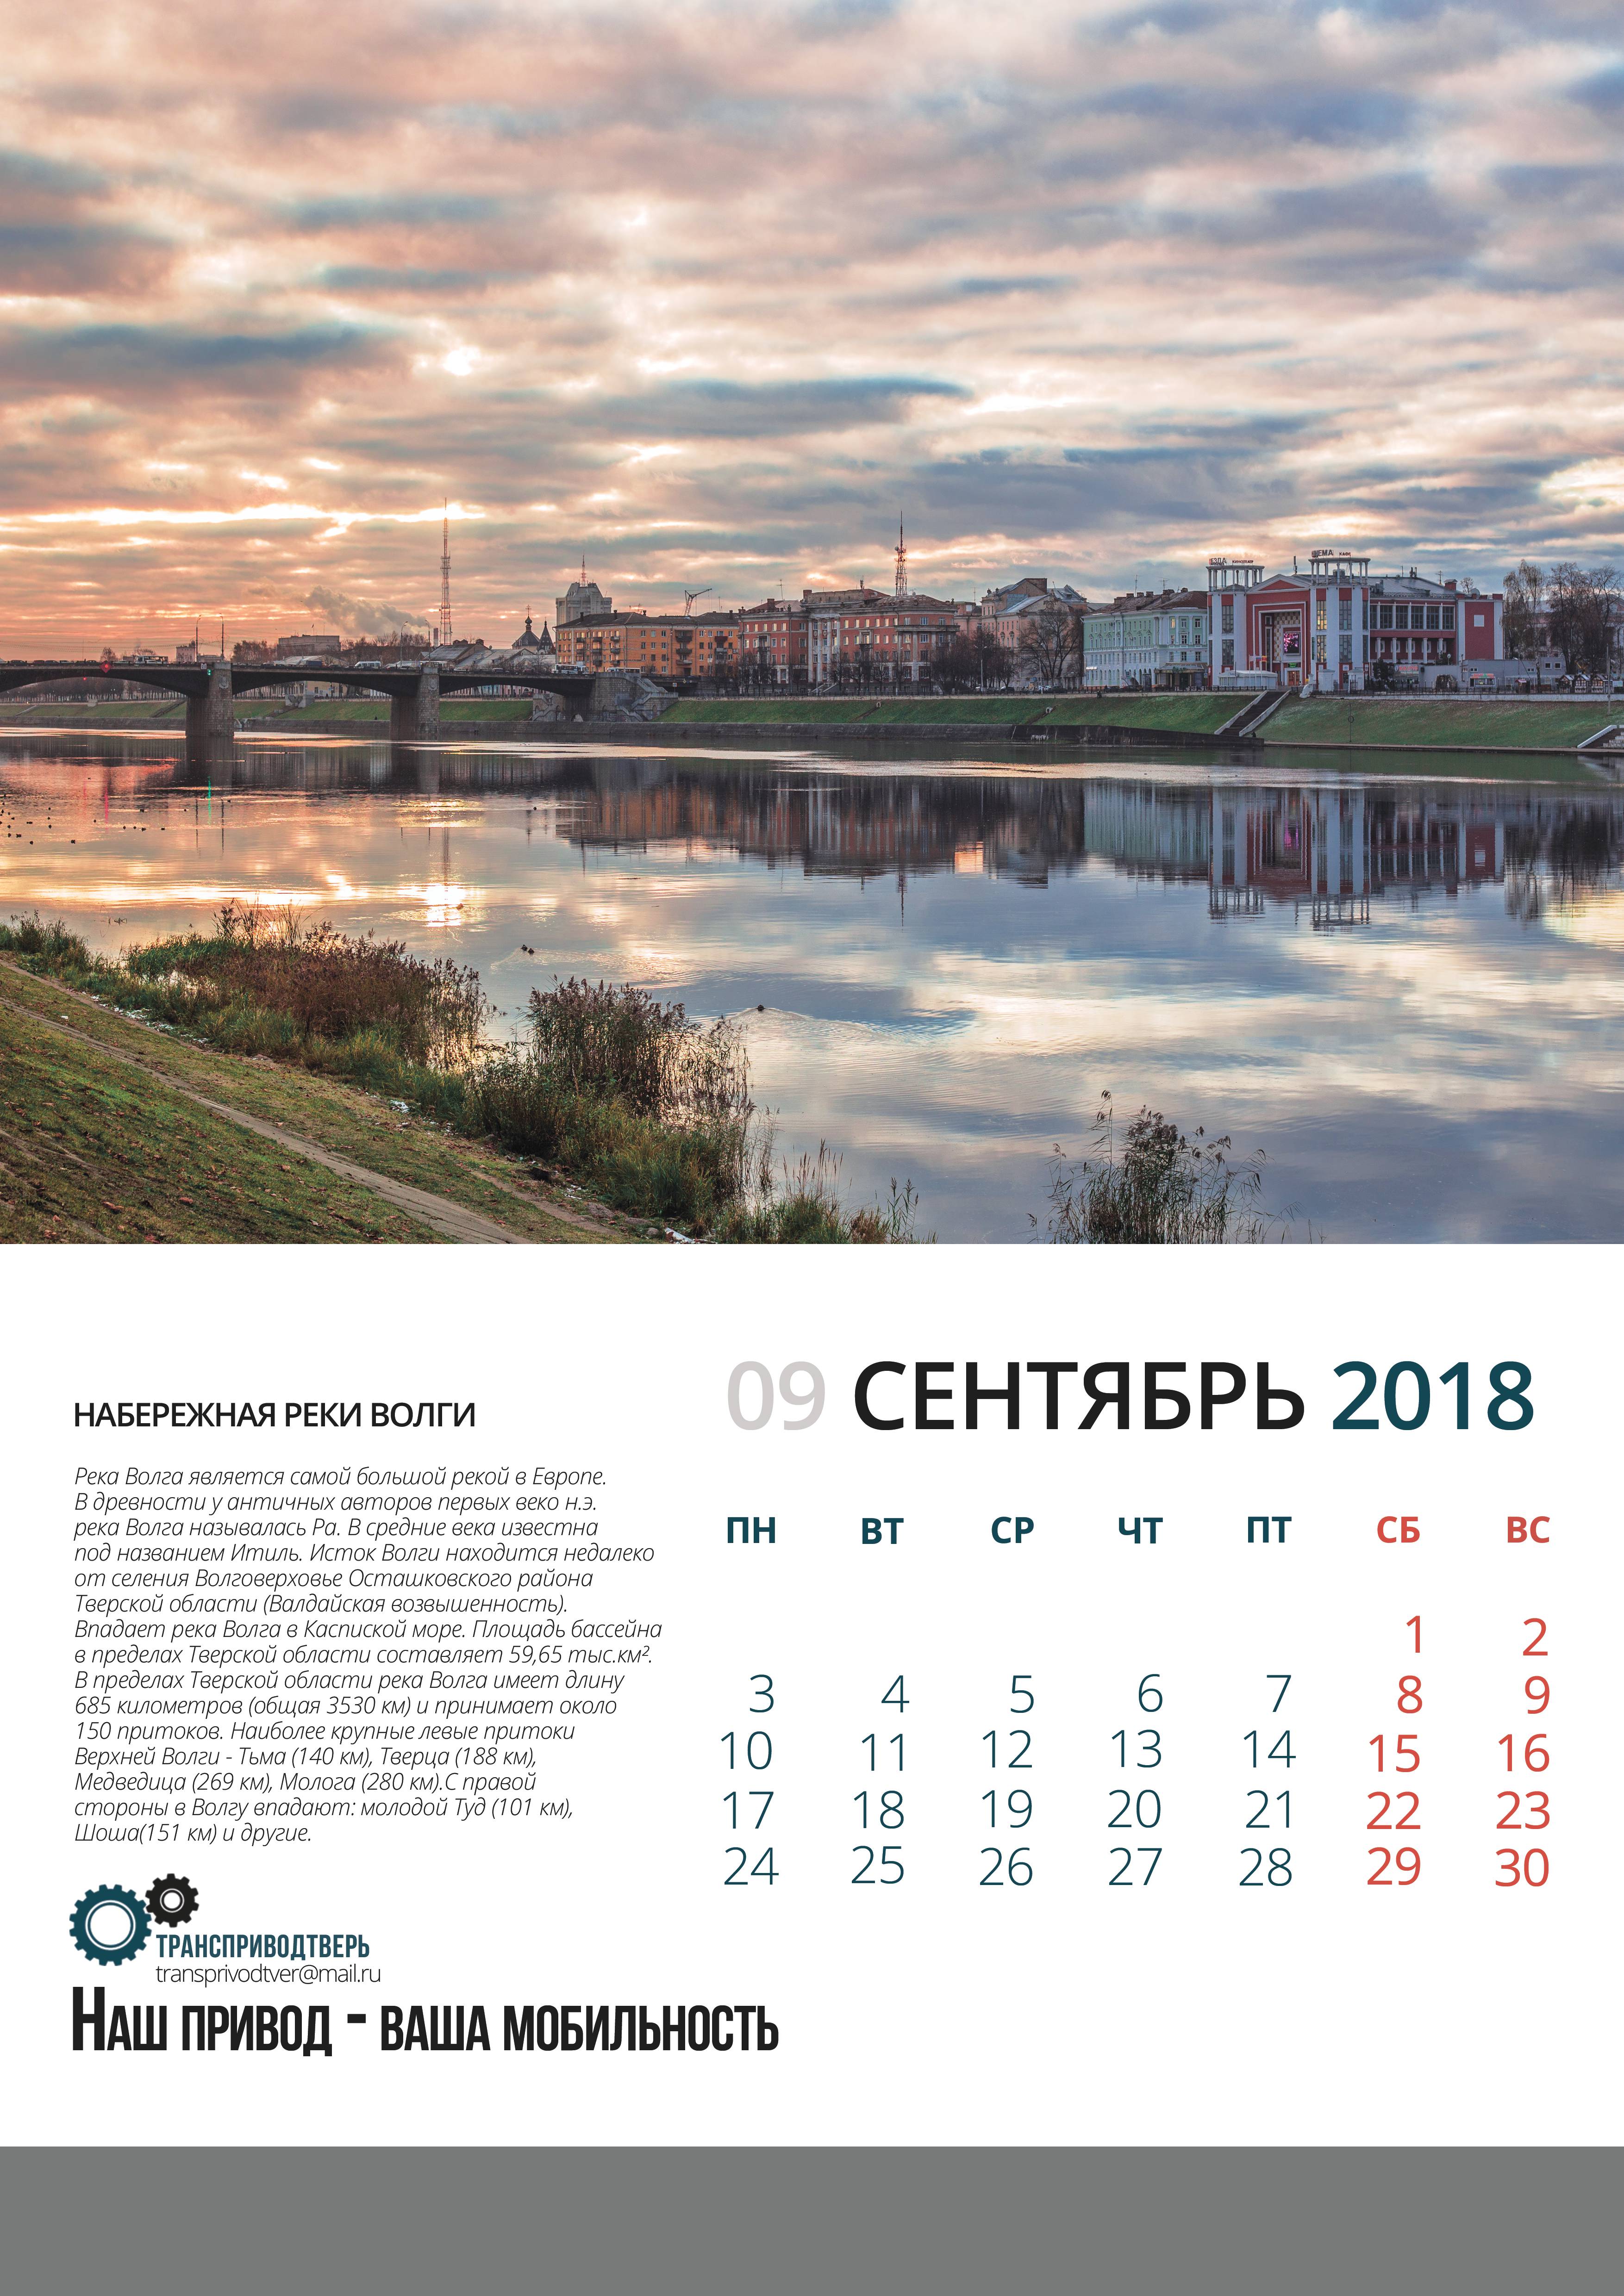 ЗВЕЗДА
НАБЕРЕЖНАЯ РЕКИ ВОЛГИ
Река Волга является самой большой рекой в Европе.
В древности у античных авторов первых веко н.э.
река Волга называлась Ра. В средние века известна
под названием Итиль. Исток Волги находится недалеко
от селения Волговерховье Осташковского района
Тверской области (Валдайская возвышенность).
Впадает река Волга в Каспиской море. Площадь бассейна
в пределах Тверской области составляет 59,65 тыс.км².
В пределах Тверской области река Волга имеет длину
685 километров (общая 3530 км) и принимает около
150 притоков. Наиболее крупные левые притоки
Верхней Волги - Тьма (140 км), Тверца (188 км),
Медведица (269 км), Молога (280 км).С правой
стороны в Волгу впадают: молодой Туд (101 км),
Шоша(151 км) и другие.
ТРАНСПРИВОДТВЕРЬ
transprivodtver@mail.ru
Наш привод - ваша мобильность
09 СЕНТЯБРЬ 2018
ПН ВТ СР ЧТ ПТ СБ ВС
1 2
3 4 5 6 7 8 9
10 11 12 13 14 15 16
17 18 19 20 21 22 23
24 25 26 27 28 29 30